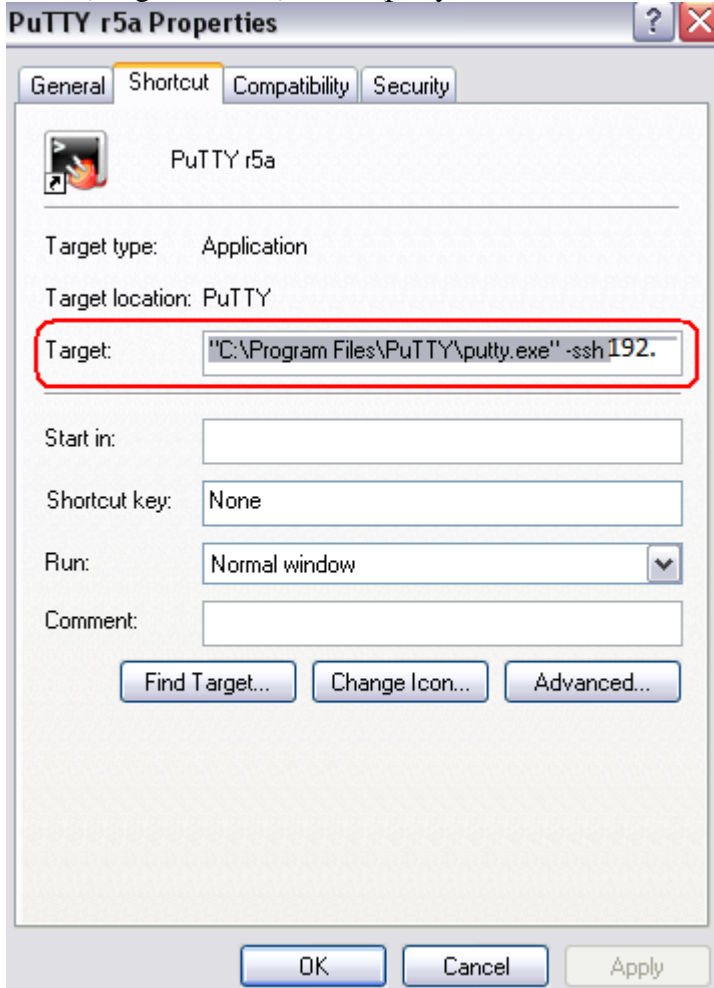 PuTTY r5a Properties
General Shortcut Compatibility Security
PuTTY r5a
Target type: Application
Target location: PuTTY
Target: "C:\Program Files\PuTTY\putty.exe" -ssh 192.
Start in:
Shortcut key: None
Run: Normal window
Comment:
Find Target... Change Icon... Advanced...
OK Cancel Apply